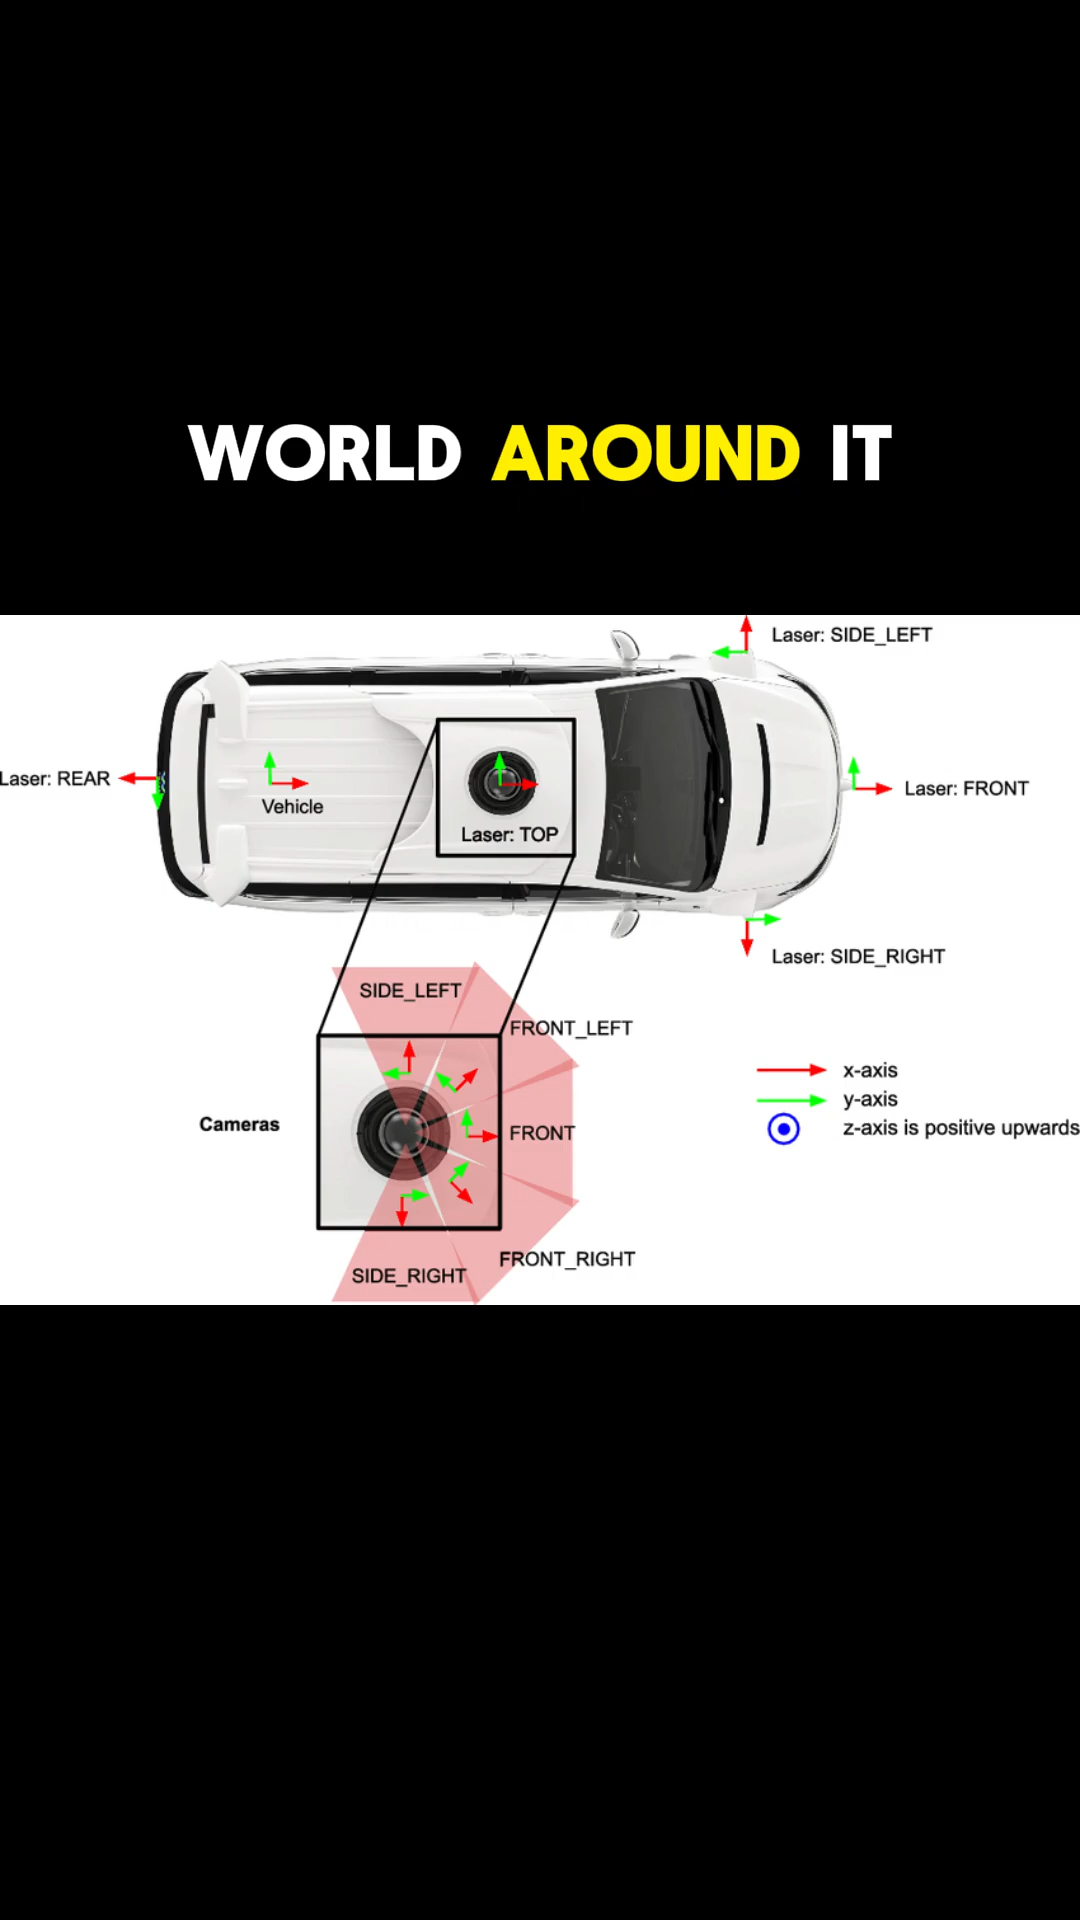 WORLD AROUND IT
Laser: SIDE_LEFT
Laser: REAR
Vehicle
Laser: TOP
Laser: FRONT
Laser: SIDE_RIGHT
SIDE_LEFT
FRONT_LEFT
Cameras
FRONT
x-axis
y-axis
z-axis is positive upwards
FRONT_RIGHT
SIDE_RIGHT